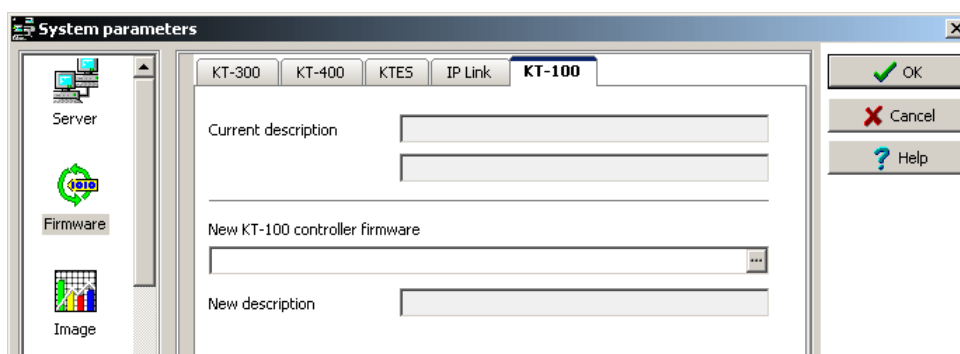 System parameters
Server
Firmware
Image
KT-300 KT-400 KTES IP Link KT-100
Current description
New KT-100 controller firmware
...
New description
OK
Cancel
? Help